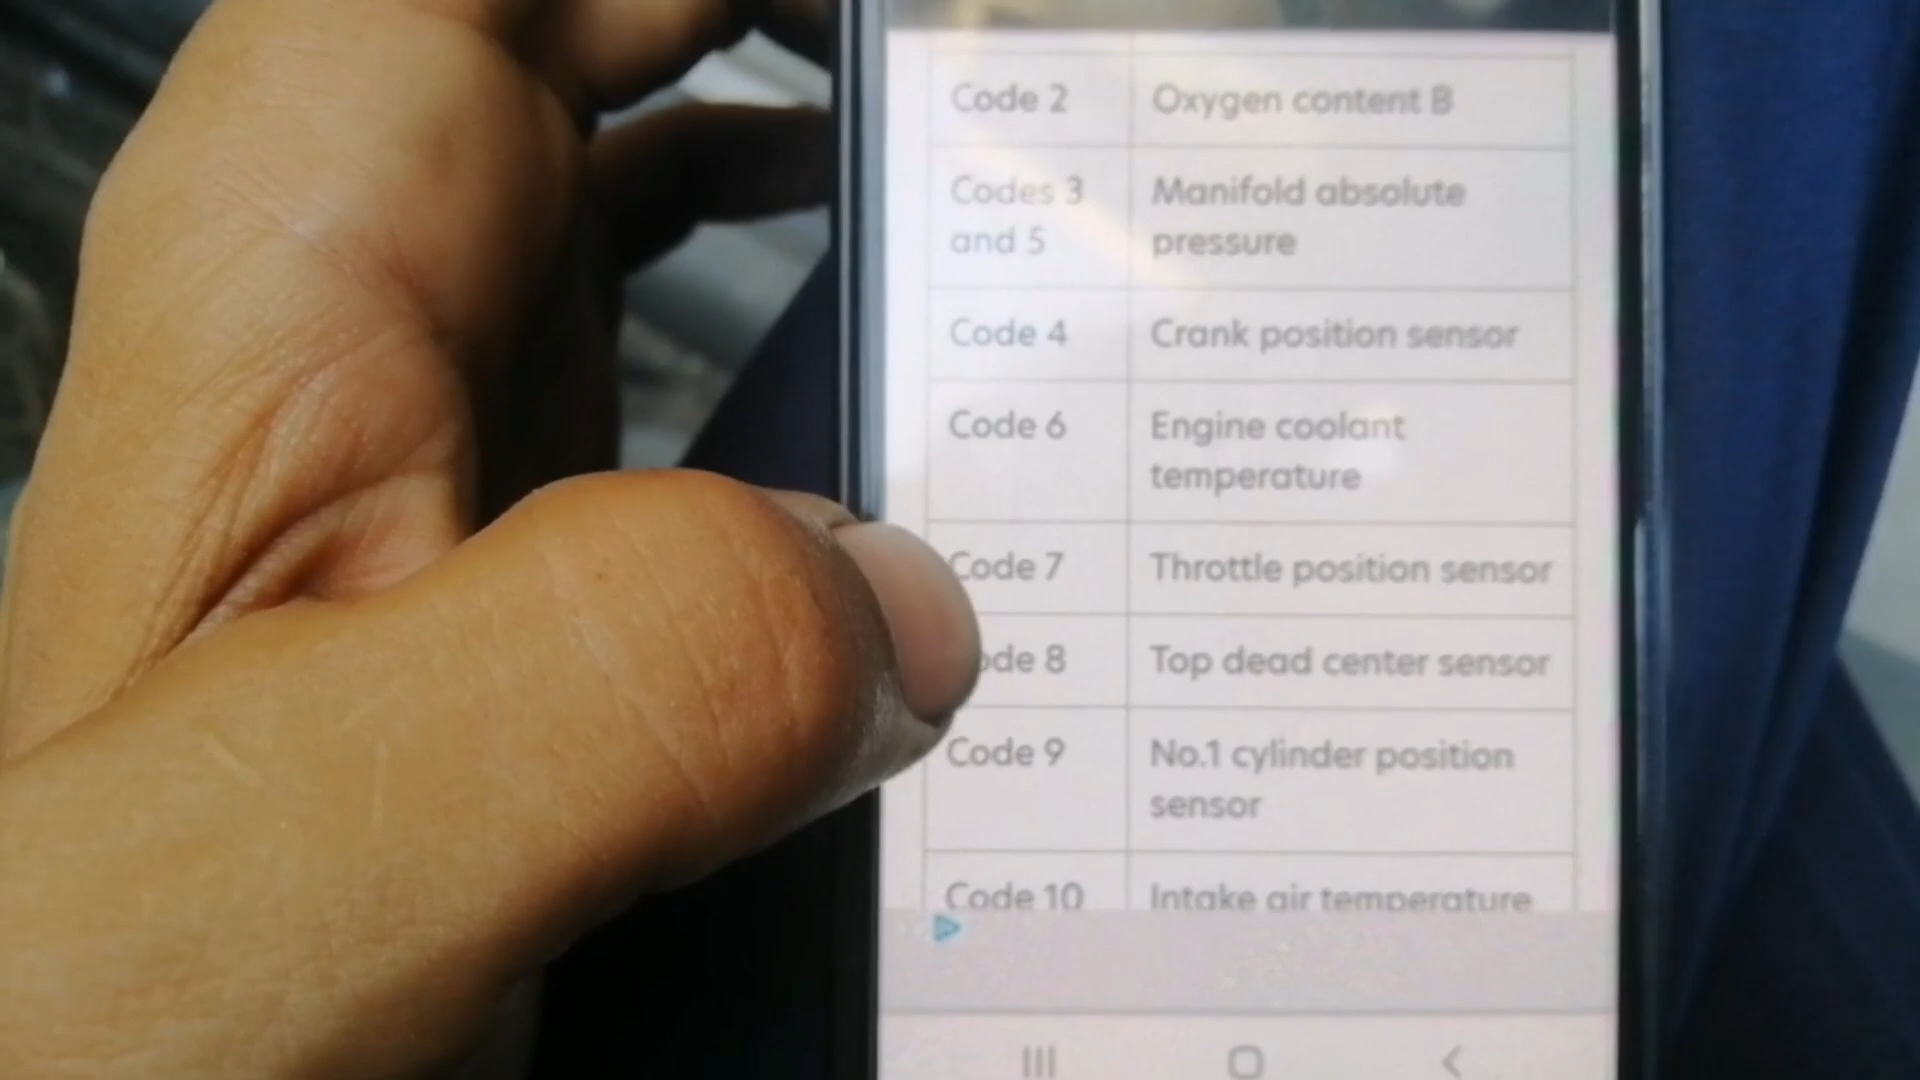 Code 2 Oxygen content B
Codes 3 Manifold absolute
and 5 pressure
Code 4 Crank position sensor
Code 6 Engine coolant
temperature
Code 7 Throttle position sensor
ode 8 Top dead center sensor
Code 9 No.1 cylinder position
sensor
Code 10 Intake air temperature